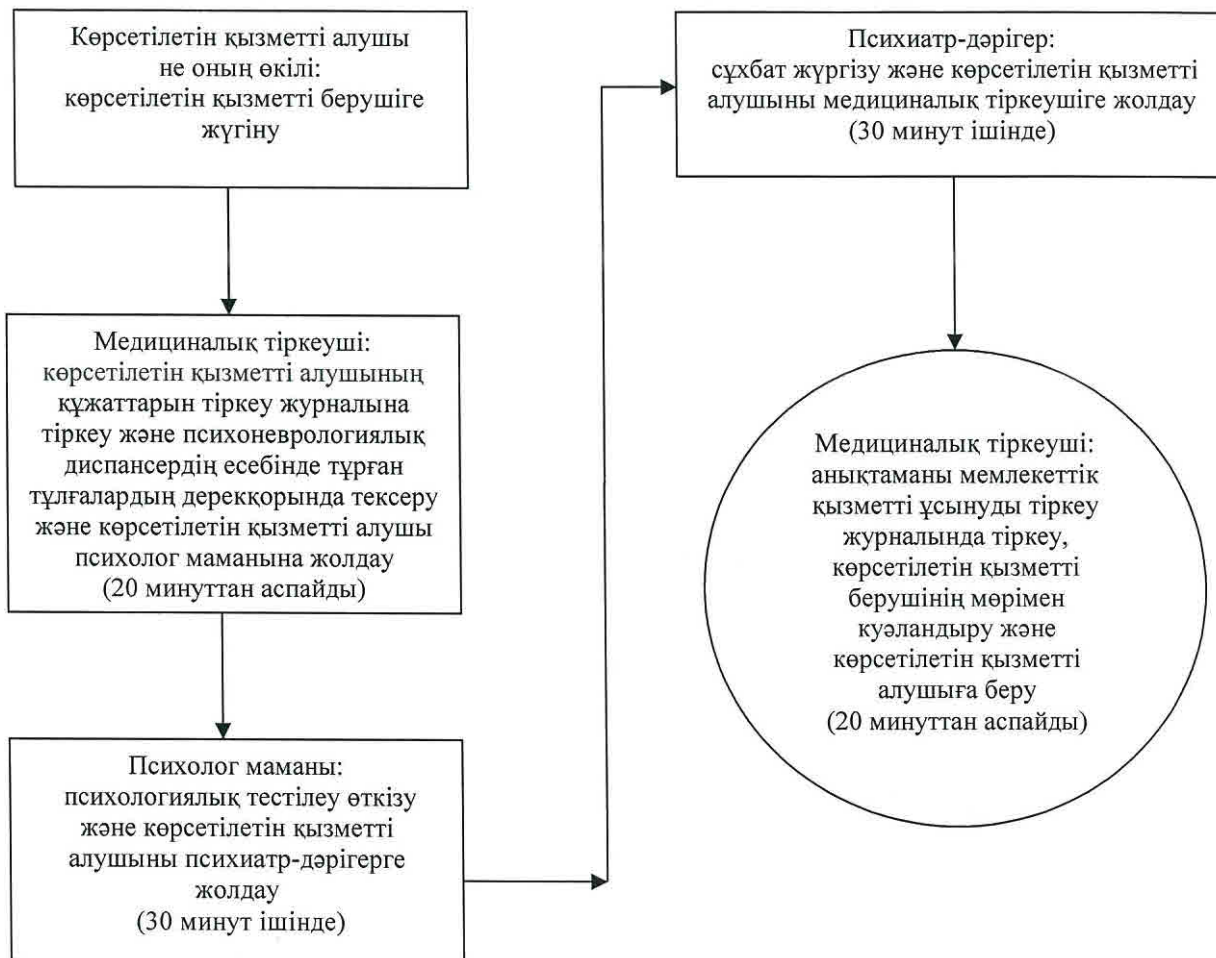 Көрсетілетін қызметті алушы
не оның өкілі:
көрсетілетін қызметті берушіге
жүгіну
Медициналық тіркеуші:
көрсетілетін қызметті алушының
құжаттарын тіркеу журналына
тіркеу және психоневрологиялық
диспансердің есебінде тұрған
тұлғалардың дерекқорында тексеру
және көрсетілетін қызметті алушы
психолог маманына жолдау
(20 минуттан аспайды)
Психолог маманы:
психологиялық тестілеу өткізу
және көрсетілетін қызметті
алушыны психиатр-дәрігерге
жолдау
(30 минут ішінде)
Психиатр-дәрігер:
сұхбат жүргізу және көрсетілетін қызметті
алушыны медициналық тіркеушіге жолдау
(30 минут ішінде)
Медициналық тіркеуші:
анықтаманы мемлекеттік
қызметті ұсынуды тіркеу
журналында тіркеу,
көрсетілетін қызметті
берушінің мөрімен
куәландыру және
көрсетілетін қызметті
алушыға беру
(20 минуттан аспайды)